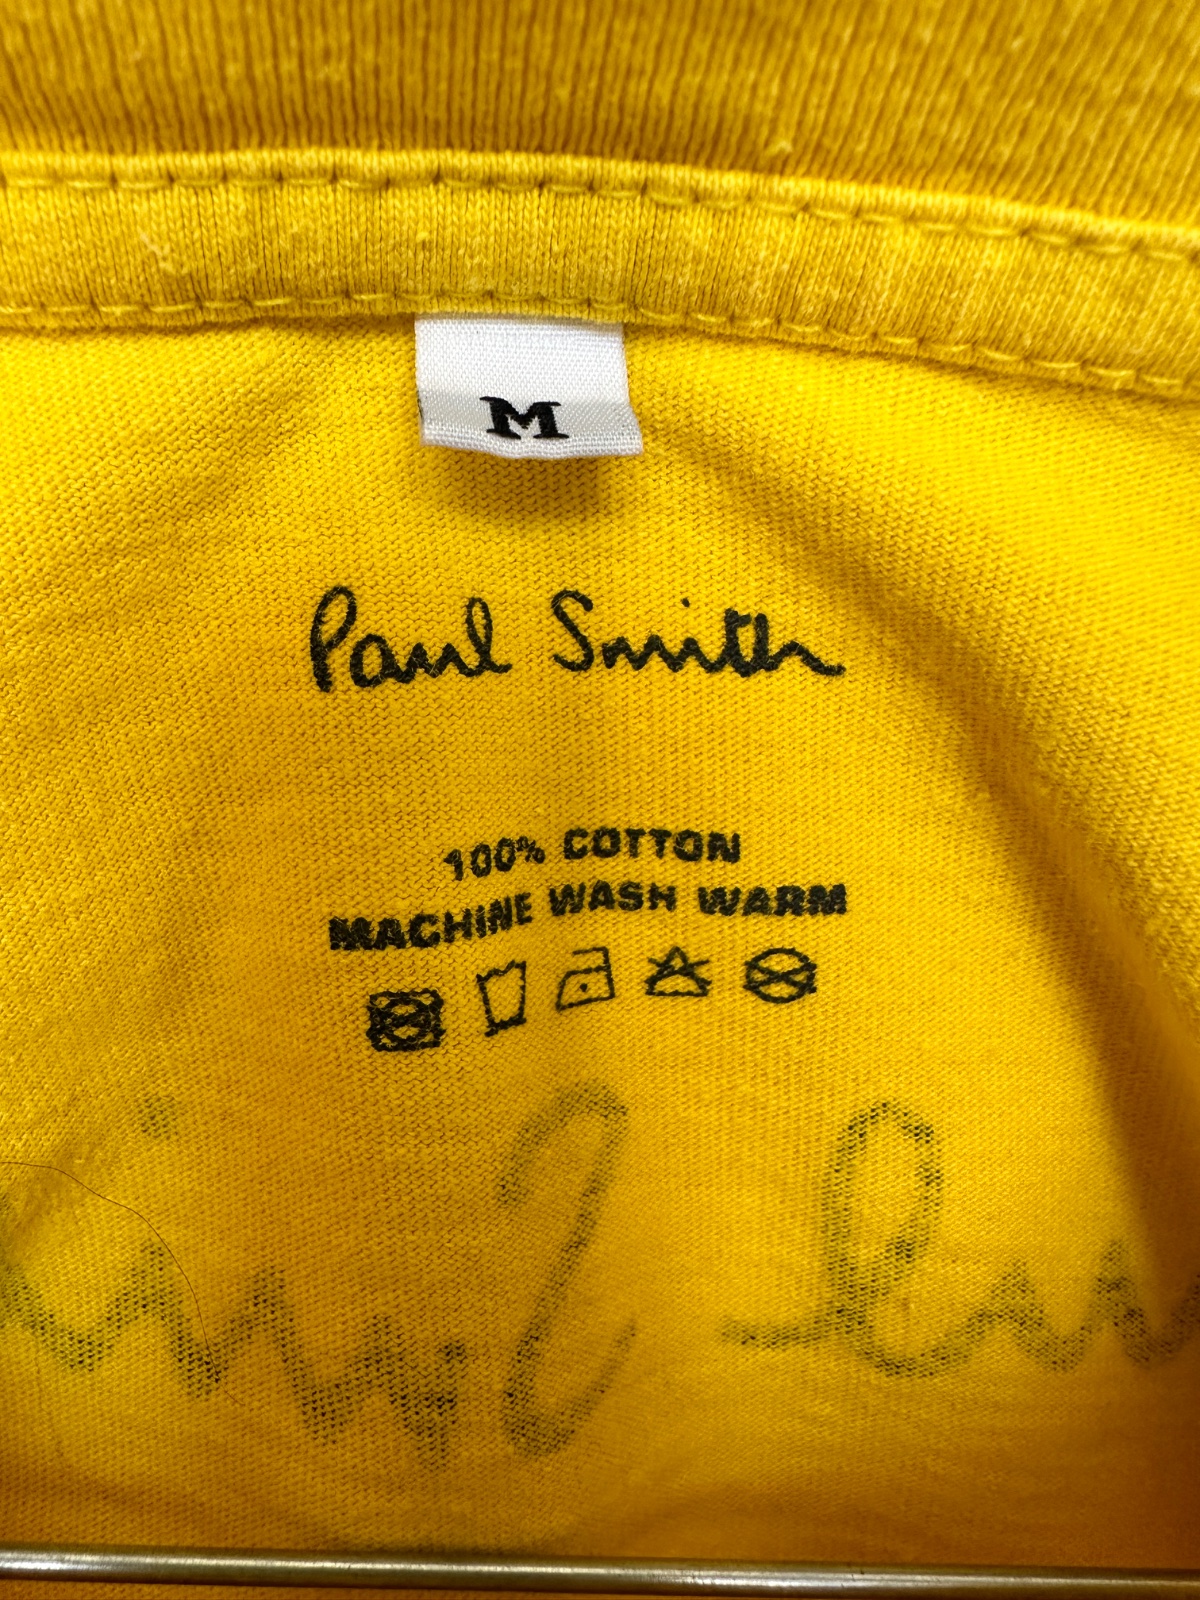 M
Paul Smith
100% COTTON
MACHINE WASH WARM